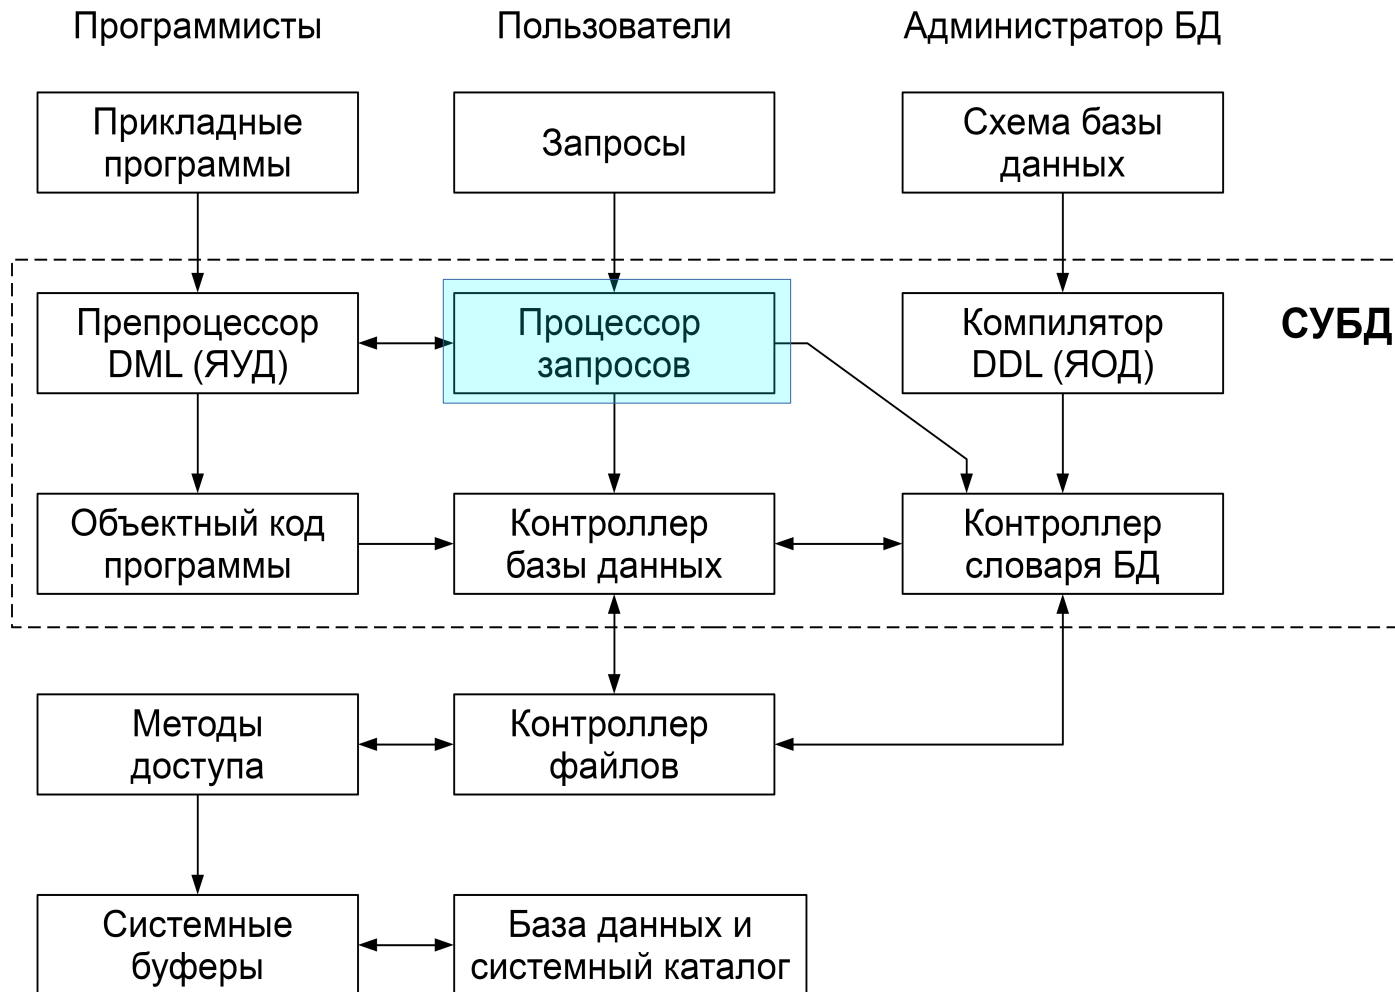 Программисты
Пользователи
Администратор БД
Прикладные
программы
Запросы
Схема базы
данных
Препроцессор
DML (ЯУД)
Процессор
запросов
Компилятор
DDL (ЯОД)
СУБД
Объектный код
программы
Контроллер
базы данных
Контроллер
словаря БД
Методы
доступа
Контроллер
файлов
Системные
буферы
База данных и
системный каталог